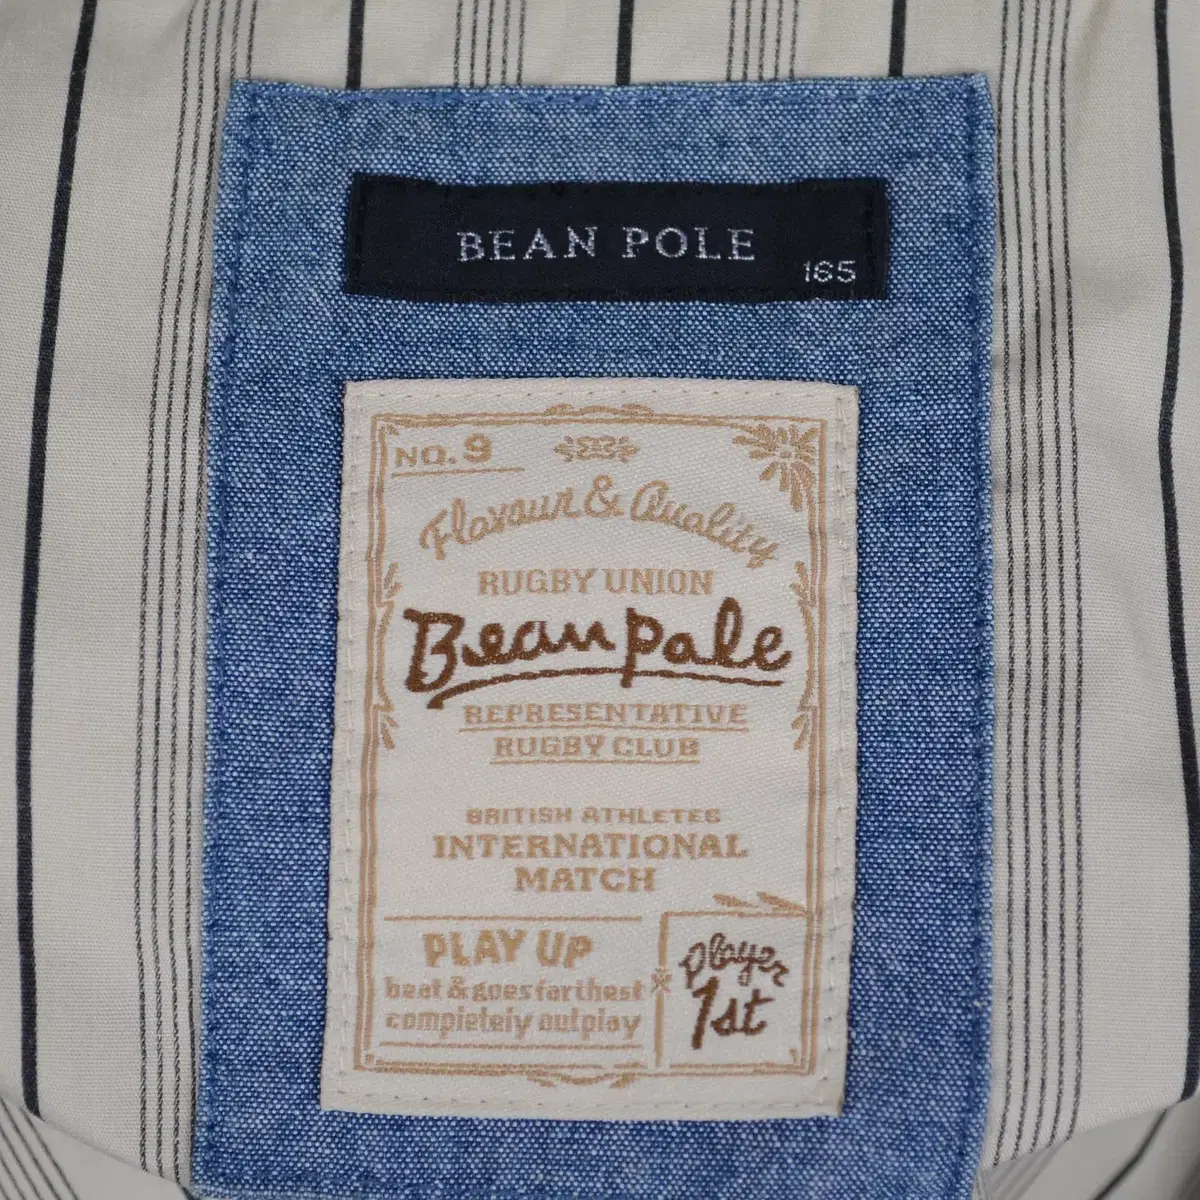 BEAN POLE
165
NO. 9
Flavour & Quality
RUGBY UNION
Beanpole
REPRESENTATIVE
RUGBY CLUB
BRITISH ATHLETES
INTERNATIONAL
MATCH
PLAY UP
beat & goes farthest
completely outplay
Player
1st